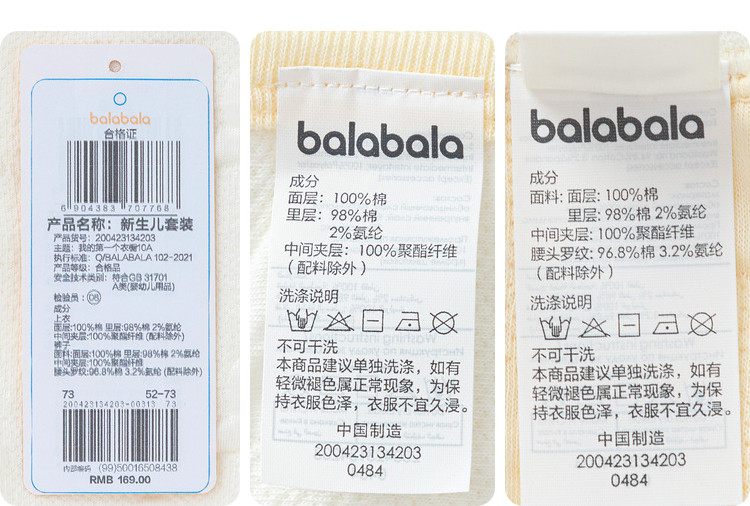 balabala
合格证
6 904383 707768
产品名称：新生儿套装
产品货号：200423134203
主题：我的第一个衣橱10A
执行标准：Q/BALABALA 102-2021
产品等级：合格品
安全技术类别：符合GB 31701
A类(婴幼儿用品)
检验员：08
成分
上衣
面层:100%棉 里层:98%棉 2%氨纶
中间夹层:100%聚酯纤维 (配料除外)
裤子
面料:面层:100%棉 里层:98%棉 2%氨纶
中间夹层:100%聚酯纤维
腰头罗纹:96.8%棉 3.2%氨纶 (配料除外)
73 52-73
200423134203-00313 73
内部编码 (99)50016508438
RMB 169.00
balabala
成分
面层：100%棉
里层：98%棉
2%氨纶
中间夹层：100%聚酯纤维
（配料除外）
洗涤说明
不可干洗
本商品建议单独洗涤，如有
轻微褪色属正常现象，为保
持衣服色泽，衣服不宜久浸。
中国制造
200423134203
0484
balabala
成分
面料：面层：100%棉
里层：98%棉 2%氨纶
中间夹层：100%聚酯纤维
腰头罗纹：96.8%棉 3.2%氨纶
（配料除外）
洗涤说明
不可干洗
本商品建议单独洗涤，如有
轻微褪色属正常现象，为保
持衣服色泽，衣服不宜久浸。
中国制造
200423134203
0484